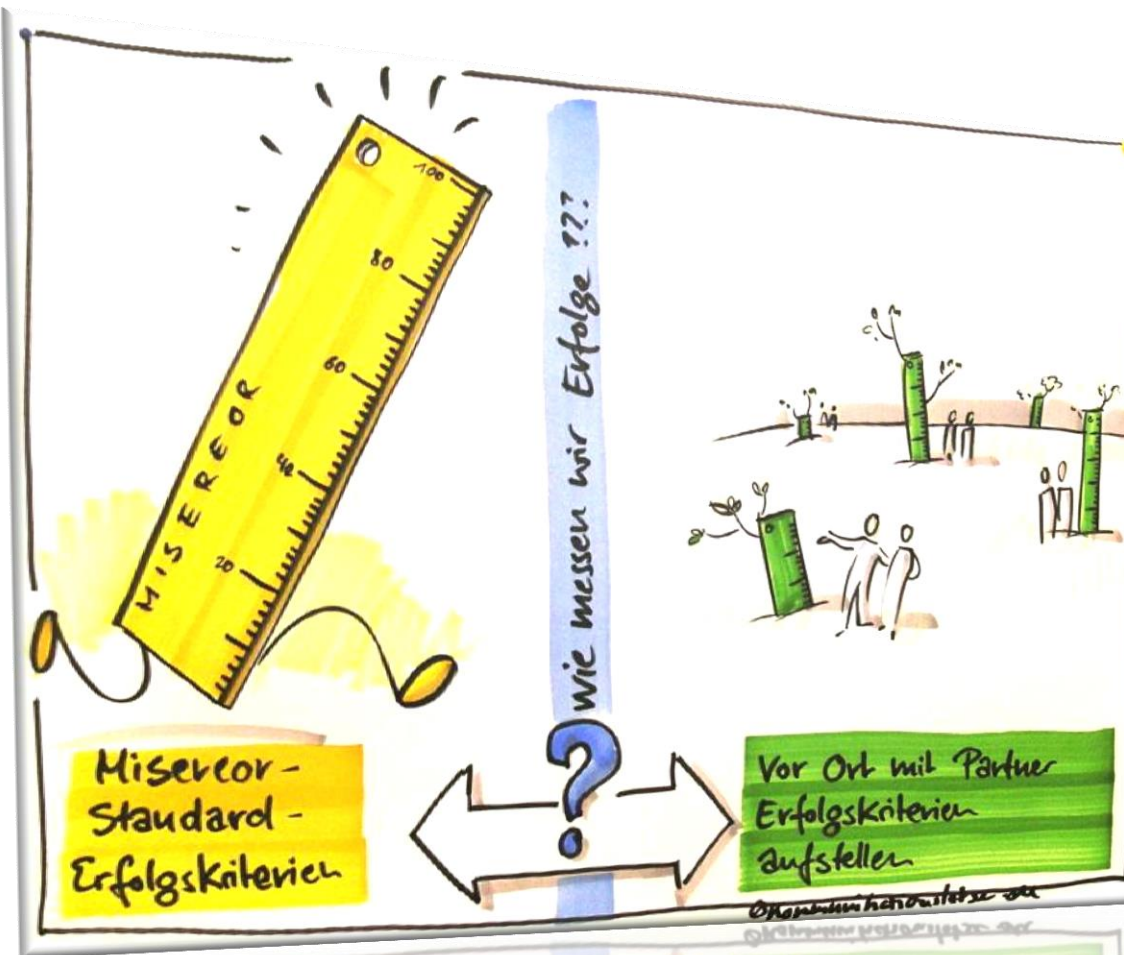 100
80
60
40
20
MISEREOR
wie messen wir Erfolge ???
?
Misereor-
Standard-
Erfolgskriterien
Vor Ort mit Partner
Erfolgskriterien
aufstellen